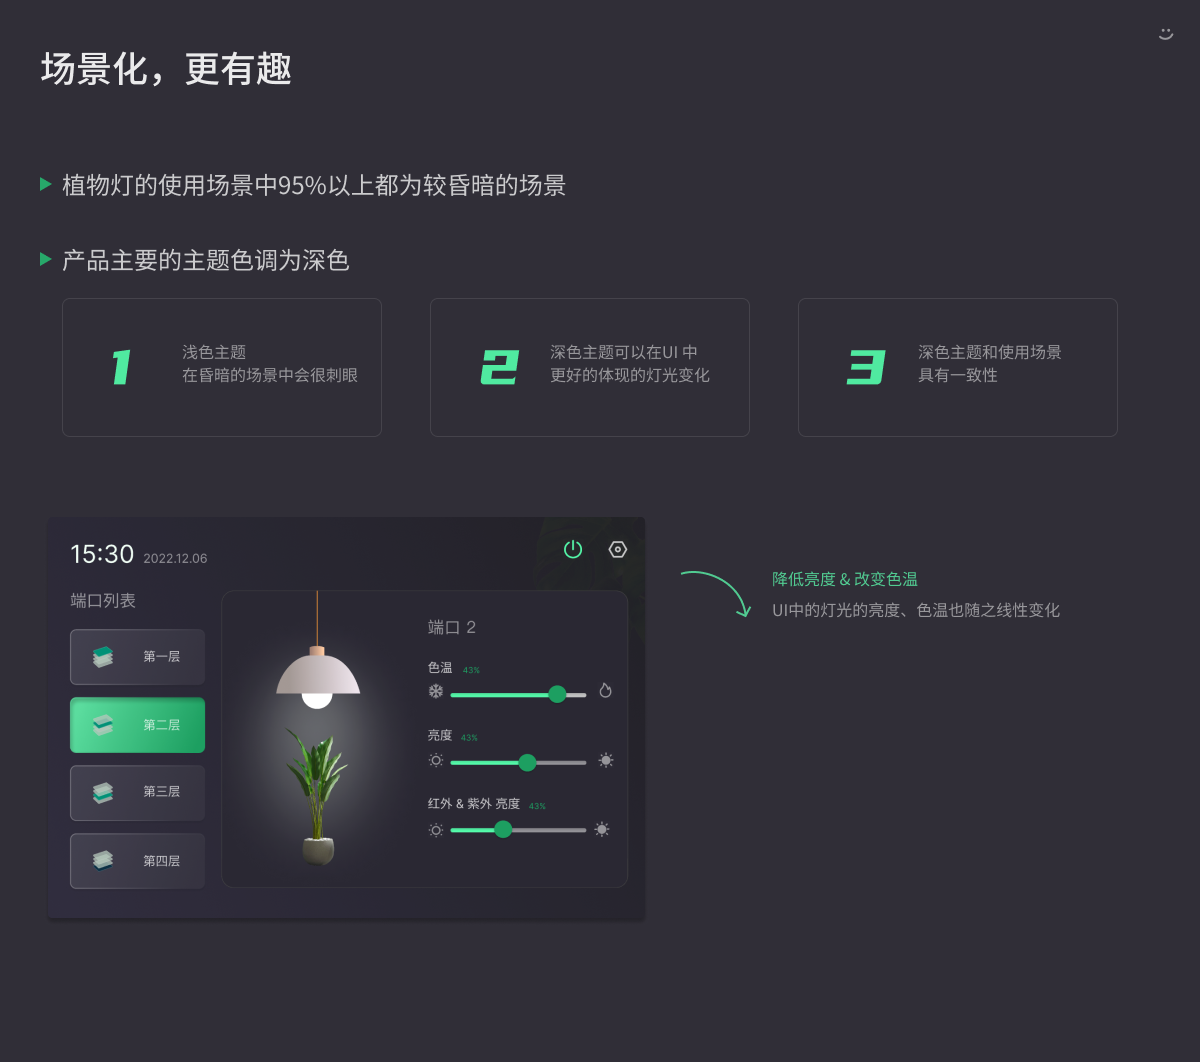 场景化，更有趣
植物灯的使用场景中95%以上都为较昏暗的场景
产品主要的主题色调为深色
1
浅色主题
在昏暗的场景中会很刺眼
2
深色主题可以在UI 中
更好的体现的灯光变化
3
深色主题和使用场景
具有一致性
15:30 2022.12.06
端口列表
第一层
第二层
第三层
第四层
端口 2
色温 43%
亮度 43%
红外 & 紫外 亮度 43%
降低亮度 & 改变色温
UI中的灯光的亮度、色温也随之线性变化